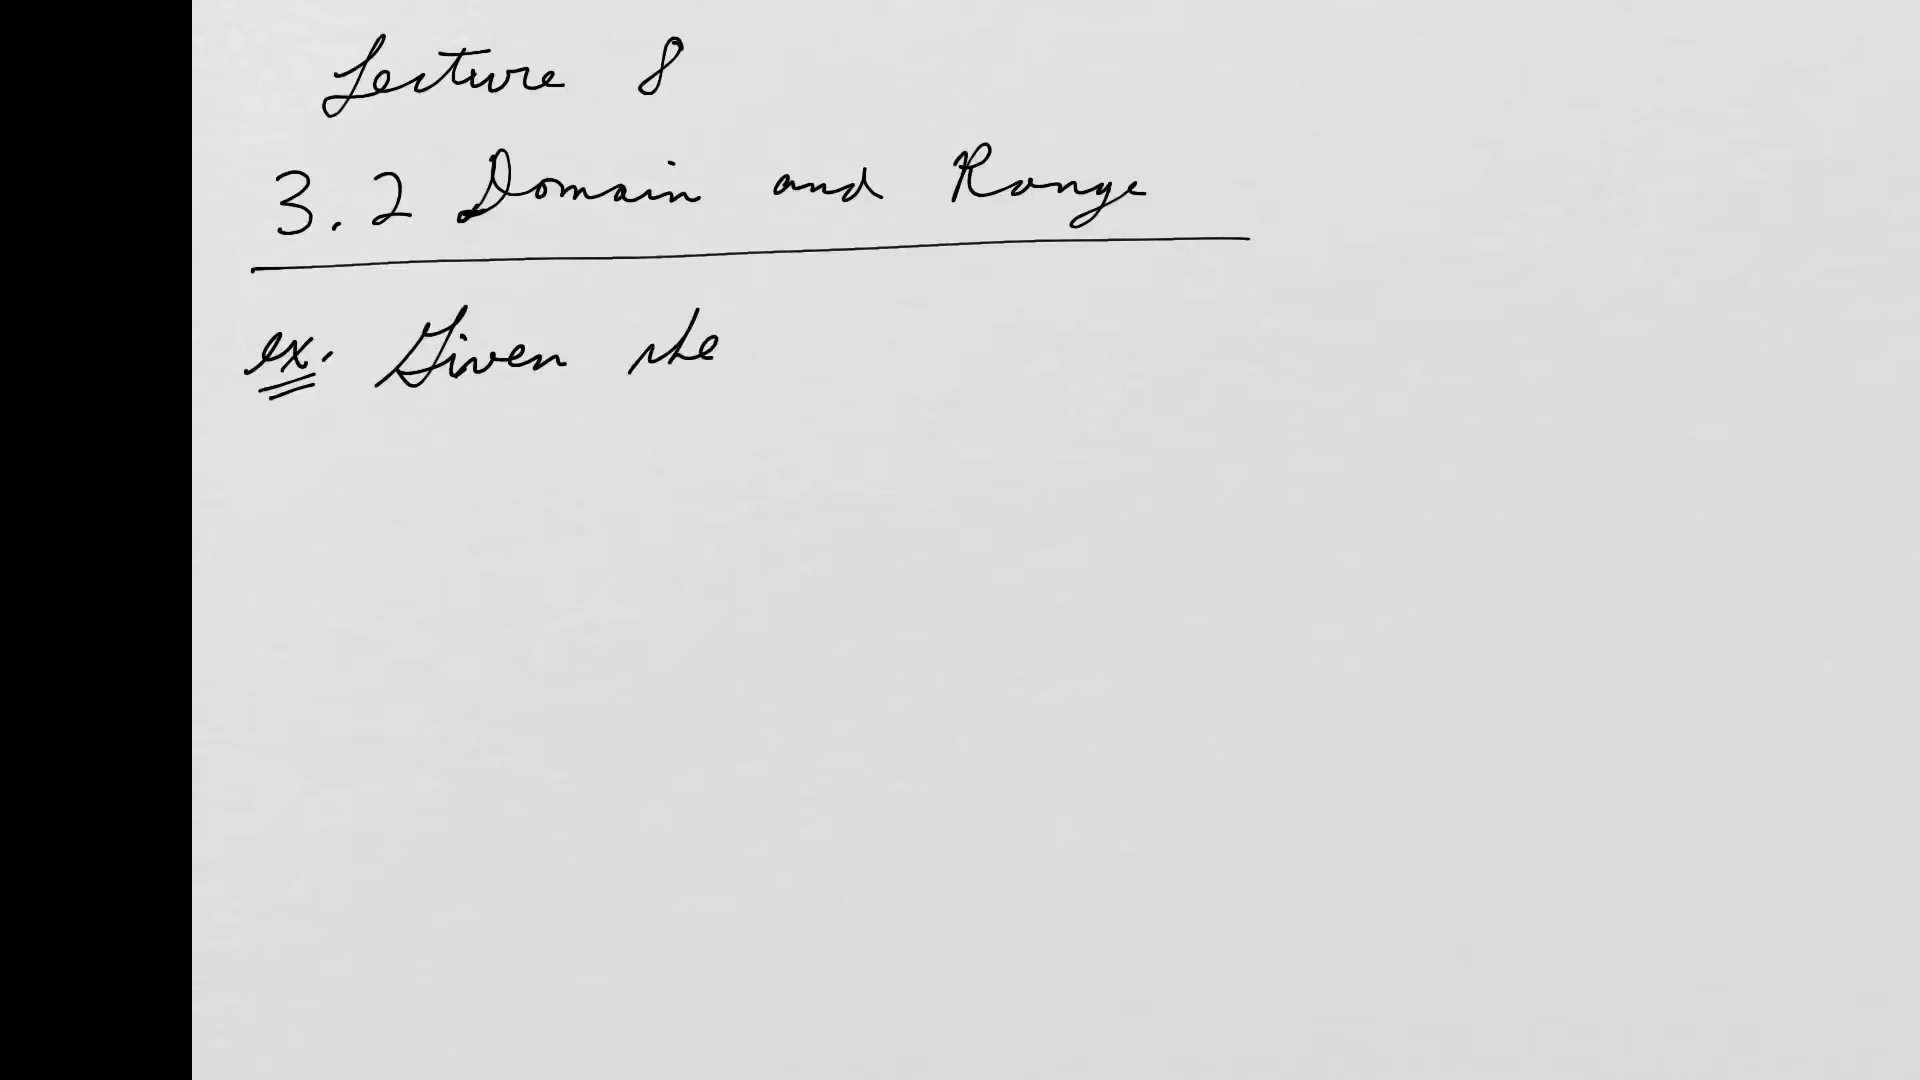 Lecture 8
3.2 Domain and Range
ex. Given the